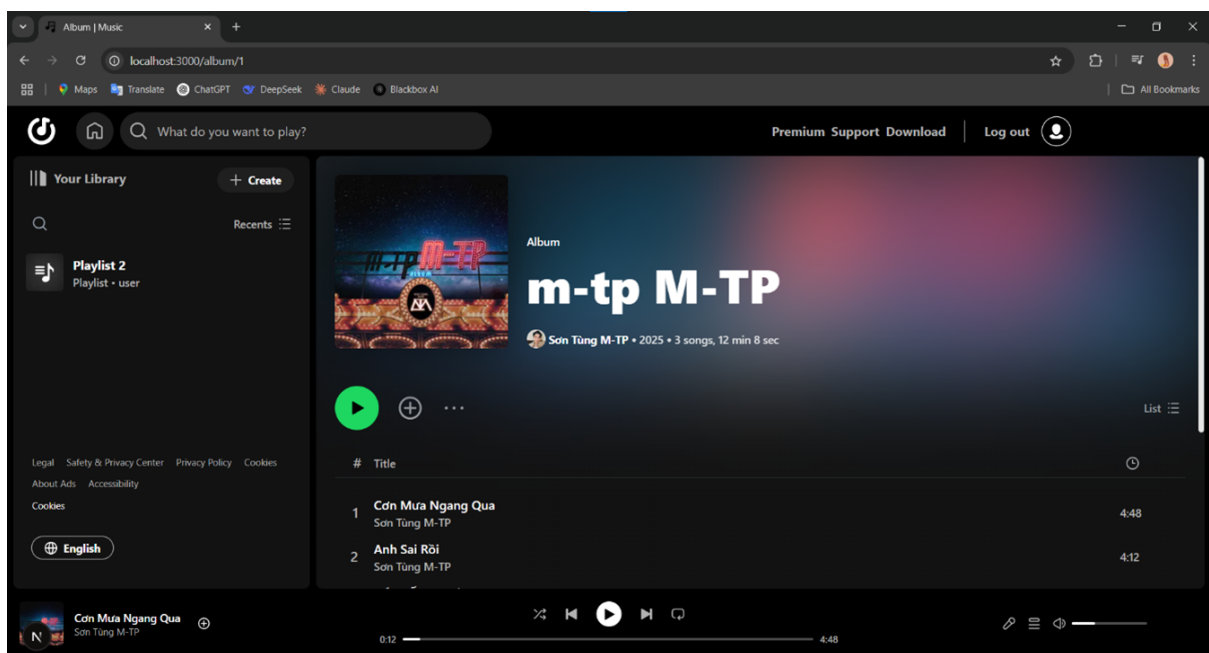 Album | Music
localhost:3000/album/1
Maps Translate ChatGPT DeepSeek Claude Blackbox AI All Bookmarks
What do you want to play? Premium Support Download Log out
Your Library + Create
Recents
Playlist 2
Playlist • user
Legal Safety & Privacy Center Privacy Policy Cookies
About Ads Accessibility
Cookies
English
m-tp M-TP
ALBUM
Album
m-tp M-TP
Sơn Tùng M-TP • 2025 • 3 songs, 12 min 8 sec
List
# Title
1 Cơn Mưa Ngang Qua 4:48
Sơn Tùng M-TP
2 Anh Sai Rồi 4:12
Sơn Tùng M-TP
N
Cơn Mưa Ngang Qua
Sơn Tùng M-TP
0:12 4:48